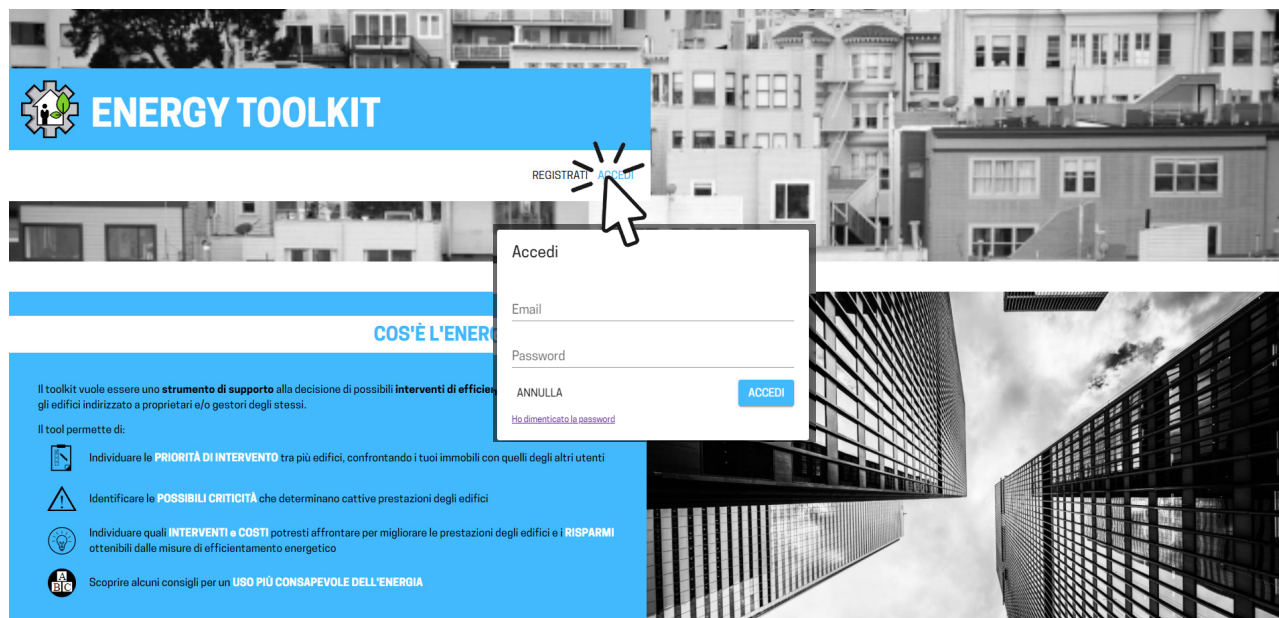 ENERGY TOOLKIT
REGISTRATI ACCEDI
Accedi
Email
Password
ANNULLA ACCEDI
Ho dimenticato la password
COS'È L'ENERG
Il toolkit vuole essere uno strumento di supporto alla decisione di possibili interventi di efficien
gli edifici indirizzato a proprietari e/o gestori degli stessi.
Il tool permette di:
Individuare le PRIORITÀ DI INTERVENTO tra più edifici, confrontando i tuoi immobili con quelli degli altri utenti
Identificare le POSSIBILI CRITICITÀ che determinano cattive prestazioni degli edifici
Individuare quali INTERVENTI e COSTI potresti affrontare per migliorare le prestazioni degli edifici e i RISPARMI
ottenibili dalle misure di efficientamento energetico
A
B C
Scoprire alcuni consigli per un USO PIÙ CONSAPEVOLE DELL'ENERGIA